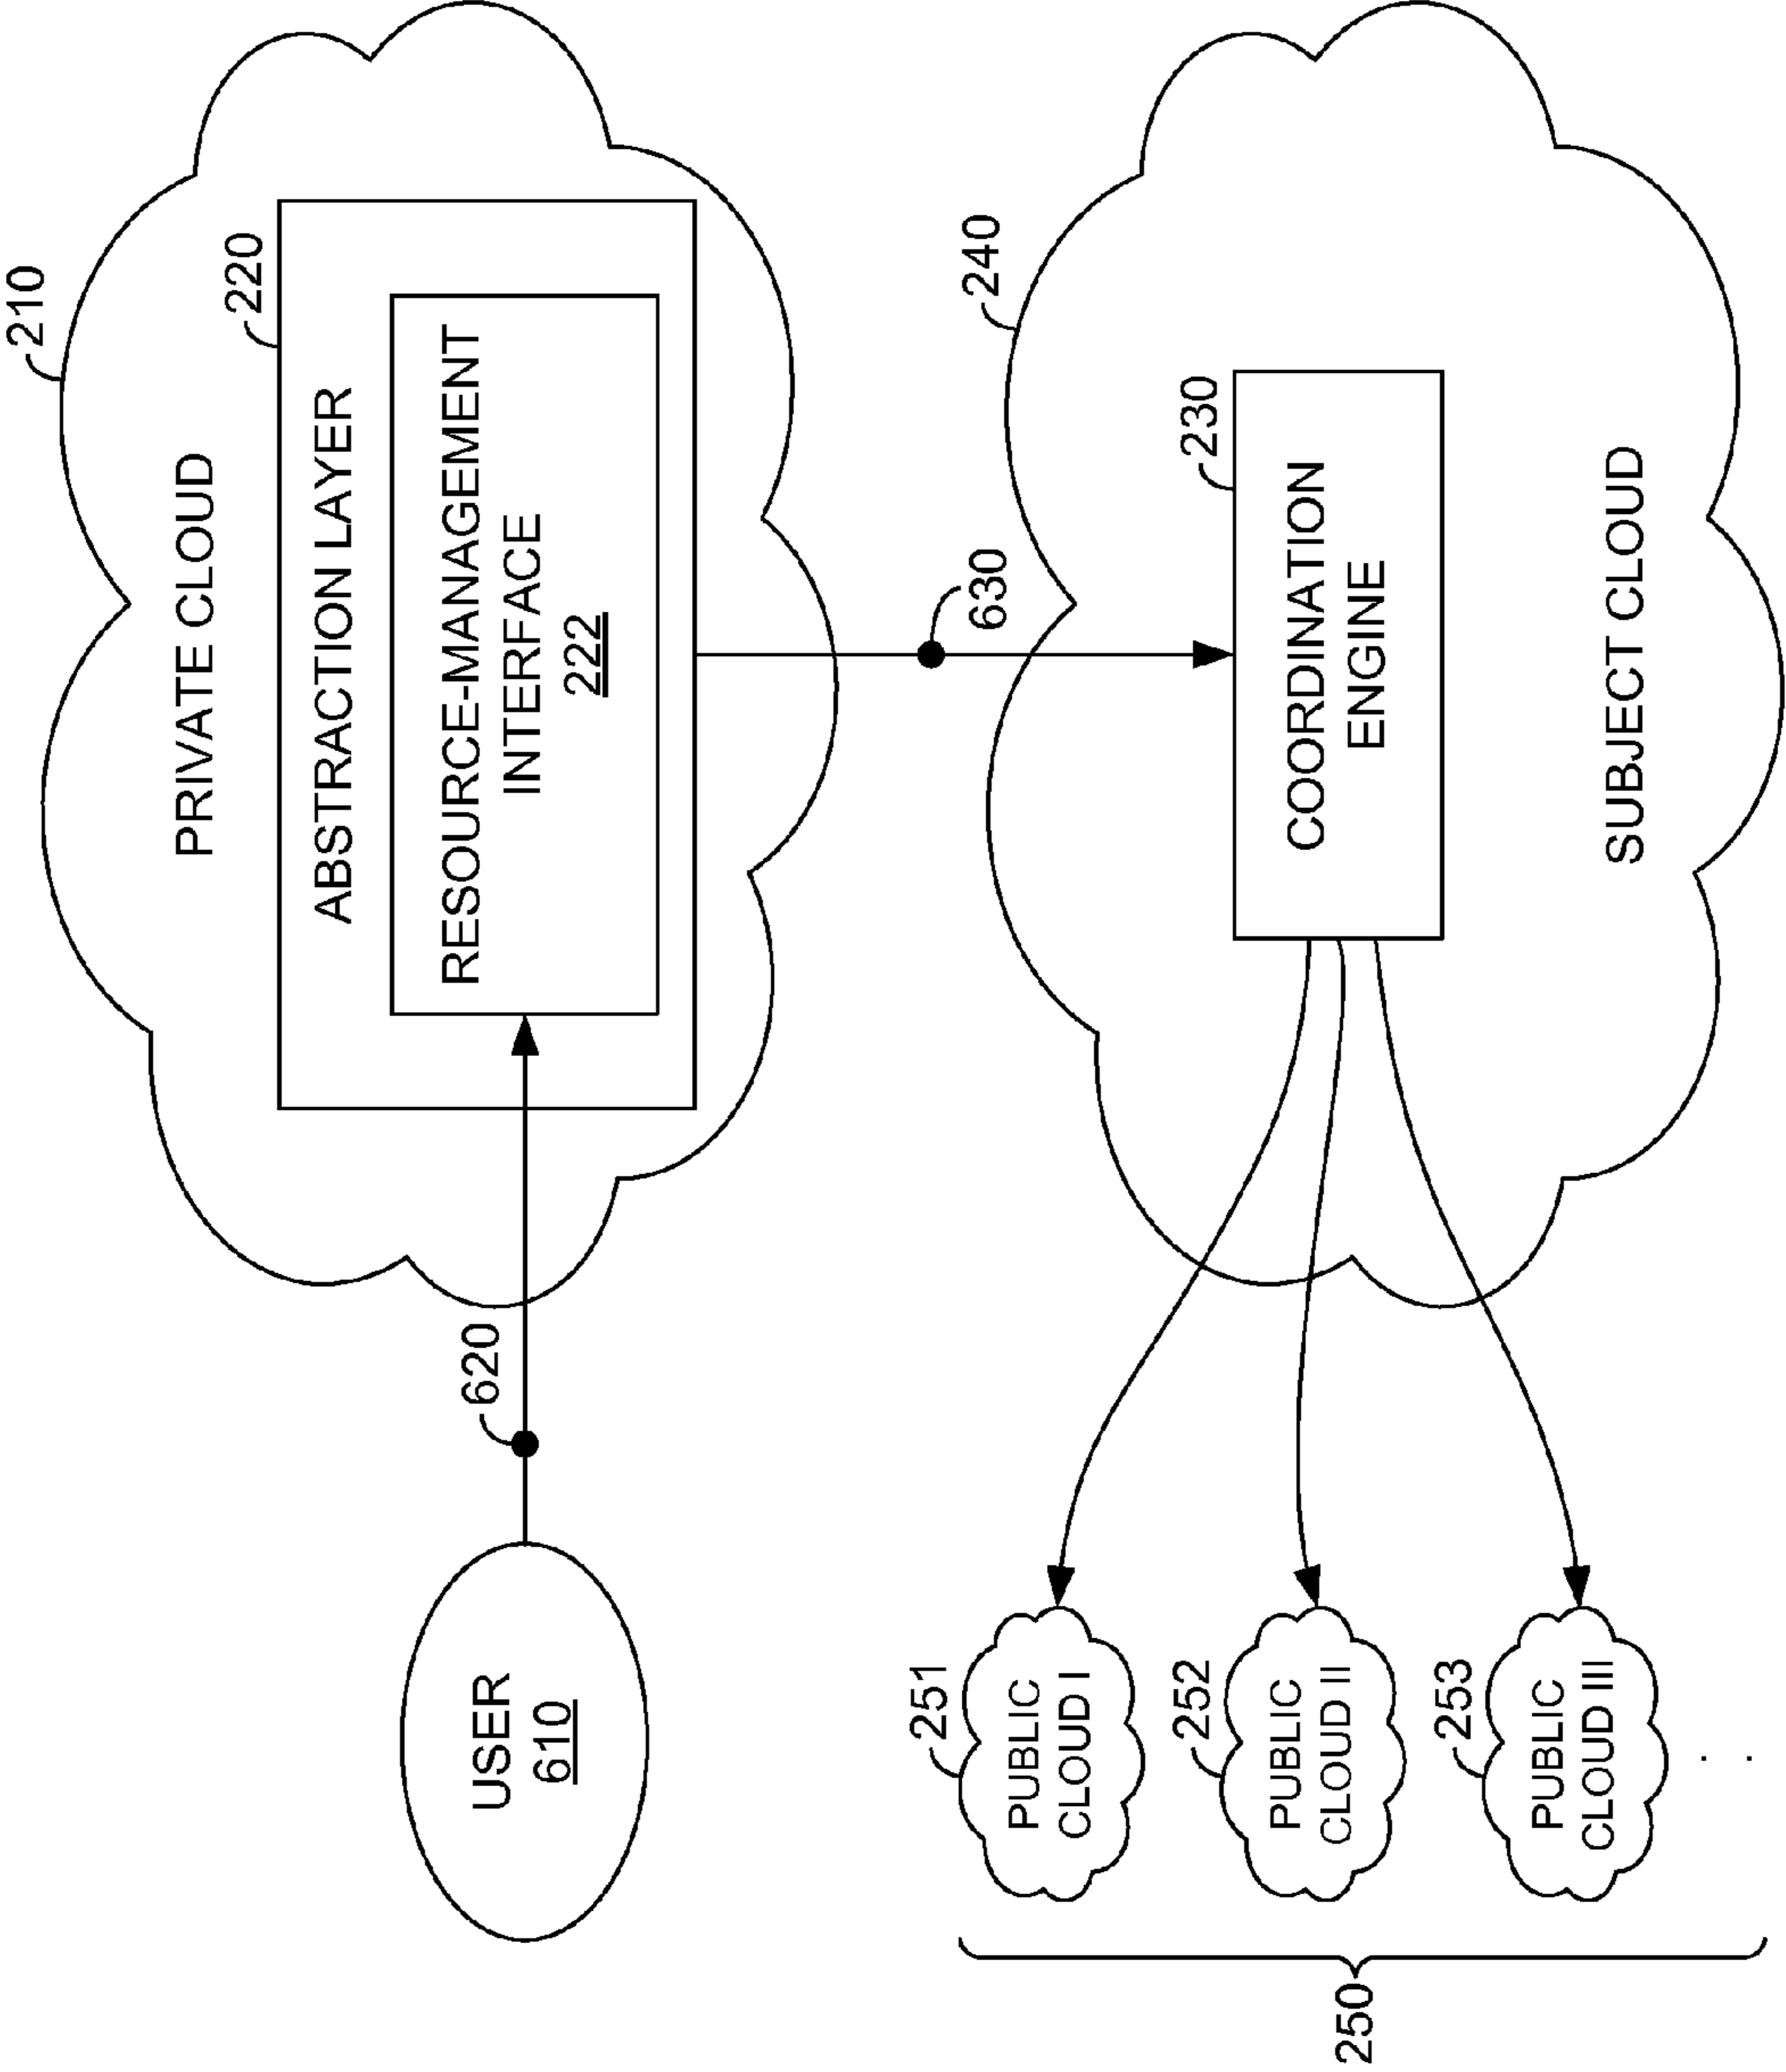 210
PRIVATE CLOUD
220
ABSTRACTION LAYER
RESOURCE-MANAGEMENT
INTERFACE
222
620
USER
610
630
240
230
COORDINATION
ENGINE
SUBJECT CLOUD
251
PUBLIC
CLOUD I
252
PUBLIC
CLOUD II
253
PUBLIC
CLOUD III
250